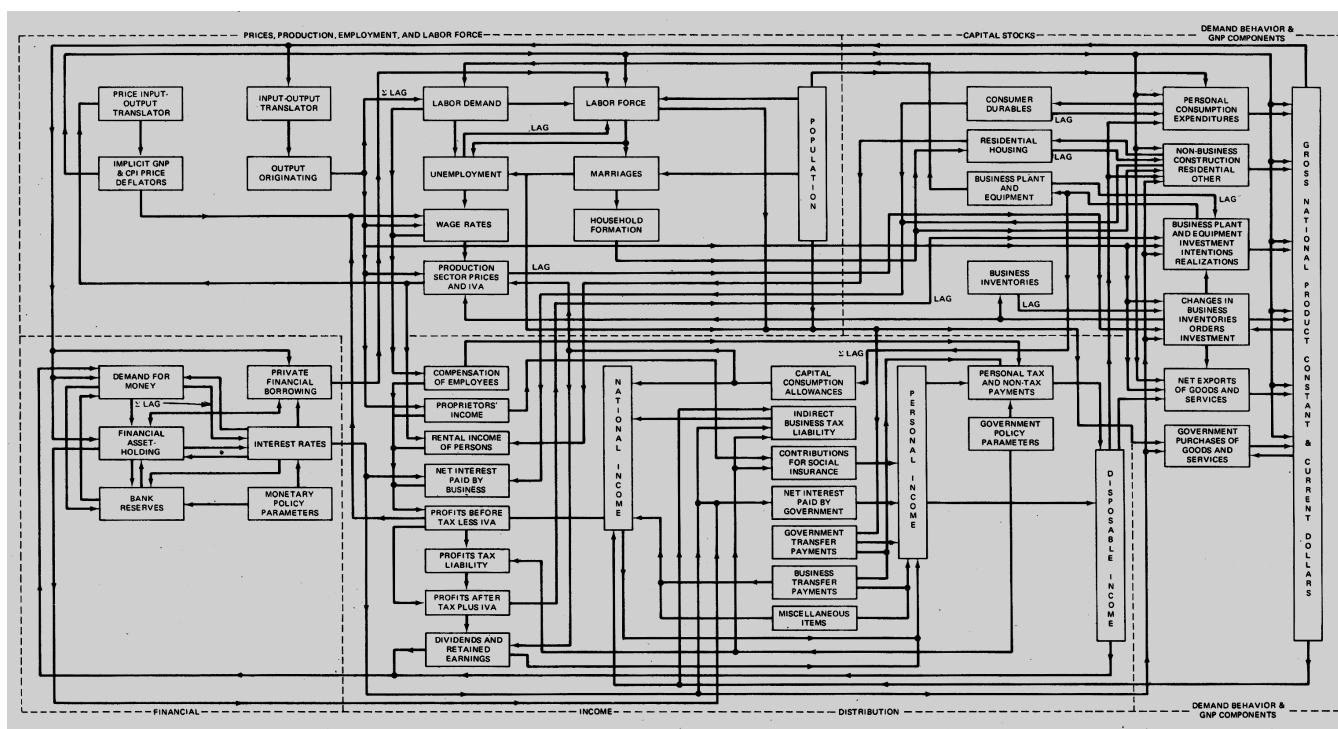 PRICES, PRODUCTION, EMPLOYMENT, AND LABOR FORCE
CAPITAL STOCKS
DEMAND BEHAVIOR &
GNP COMPONENTS
PRICE INPUT-
OUTPUT
TRANSLATOR
INPUT-OUTPUT
TRANSLATOR
Σ LAG
LABOR DEMAND
LABOR FORCE
POPULATION
CONSUMER
DURABLES
LAG
PERSONAL
CONSUMPTION
EXPENDITURES
GROSS NATIONAL PRODUCT CONSTANT & CURRENT DOLLARS
IMPLICIT GNP
& CPI PRICE
DEFLATORS
OUTPUT
ORIGINATING
LAG
UNEMPLOYMENT
MARRIAGES
RESIDENTIAL
HOUSING
LAG
NON-BUSINESS
CONSTRUCTION
RESIDENTIAL
OTHER
BUSINESS PLANT
AND
EQUIPMENT
LAG
WAGE RATES
HOUSEHOLD
FORMATION
BUSINESS PLANT
AND EQUIPMENT
INVESTMENT
INTENTIONS
REALIZATIONS
PRODUCTION
SECTOR PRICES
AND IVA
LAG
BUSINESS
INVENTORIES
LAG
LAG
CHANGES IN
BUSINESS
INVENTORIES
ORDERS
INVESTMENT
Σ LAG
DEMAND FOR
MONEY
PRIVATE
FINANCIAL
BORROWING
COMPENSATION
OF EMPLOYEES
NATIONAL INCOME
CAPITAL
CONSUMPTION
ALLOWANCES
PERSONAL INCOME
PERSONAL TAX
AND NON-TAX
PAYMENTS
NET EXPORTS
OF GOODS AND
SERVICES
Σ LAG
PROPRIETORS'
INCOME
INDIRECT
BUSINESS TAX
LIABILITY
GOVERNMENT
POLICY
PARAMETERS
FINANCIAL
ASSET-
HOLDING
INTEREST RATES
RENTAL INCOME
OF PERSONS
CONTRIBUTIONS
FOR SOCIAL
INSURANCE
DISPOSABLE INCOME
GOVERNMENT
PURCHASES OF
GOODS AND
SERVICES
NET INTEREST
PAID BY
BUSINESS
BANK
RESERVES
MONETARY
POLICY
PARAMETERS
NET INTEREST
PAID BY
GOVERNMENT
PROFITS BEFORE
TAX LESS IVA
GOVERNMENT
TRANSFER
PAYMENTS
PROFITS TAX
LIABILITY
BUSINESS
TRANSFER
PAYMENTS
PROFITS AFTER
TAX PLUS IVA
MISCELLANEOUS
ITEMS
DIVIDENDS AND
RETAINED
EARNINGS
FINANCIAL
INCOME
DISTRIBUTION
DEMAND BEHAVIOR &
GNP COMPONENTS